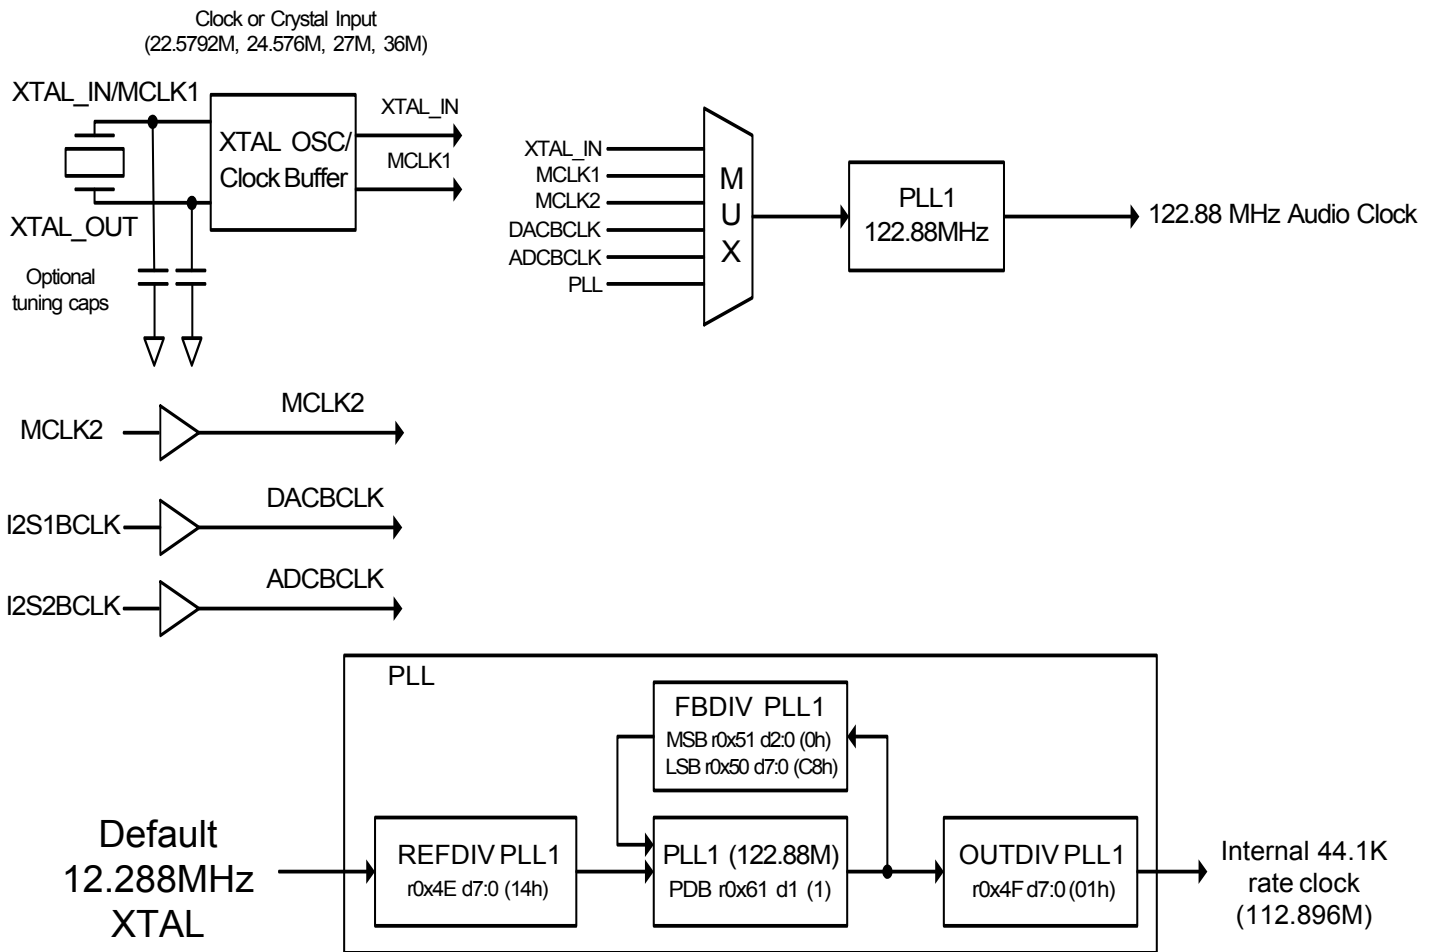 Clock or Crystal Input
(22.5792M, 24.576M, 27M, 36M)
XTAL_IN/MCLK1
XTAL OSC/
Clock Buffer
XTAL_IN
MCLK1
XTAL_OUT
Optional
tuning caps
XTAL_IN
MCLK1
MCLK2
DACBCLK
ADCBCLK
PLL
M
U
X
PLL1
122.88MHz
122.88 MHz Audio Clock
MCLK2
MCLK2
I2S1BCLK
DACBCLK
I2S2BCLK
ADCBCLK
PLL
FBDIV PLL1
MSB r0x51 d2:0 (0h)
LSB r0x50 d7:0 (C8h)
Default
12.288MHz
XTAL
REFDIV PLL1
r0x4E d7:0 (14h)
PLL1 (122.88M)
PDB r0x61 d1 (1)
OUTDIV PLL1
r0x4F d7:0 (01h)
Internal 44.1K
rate clock
(112.896M)